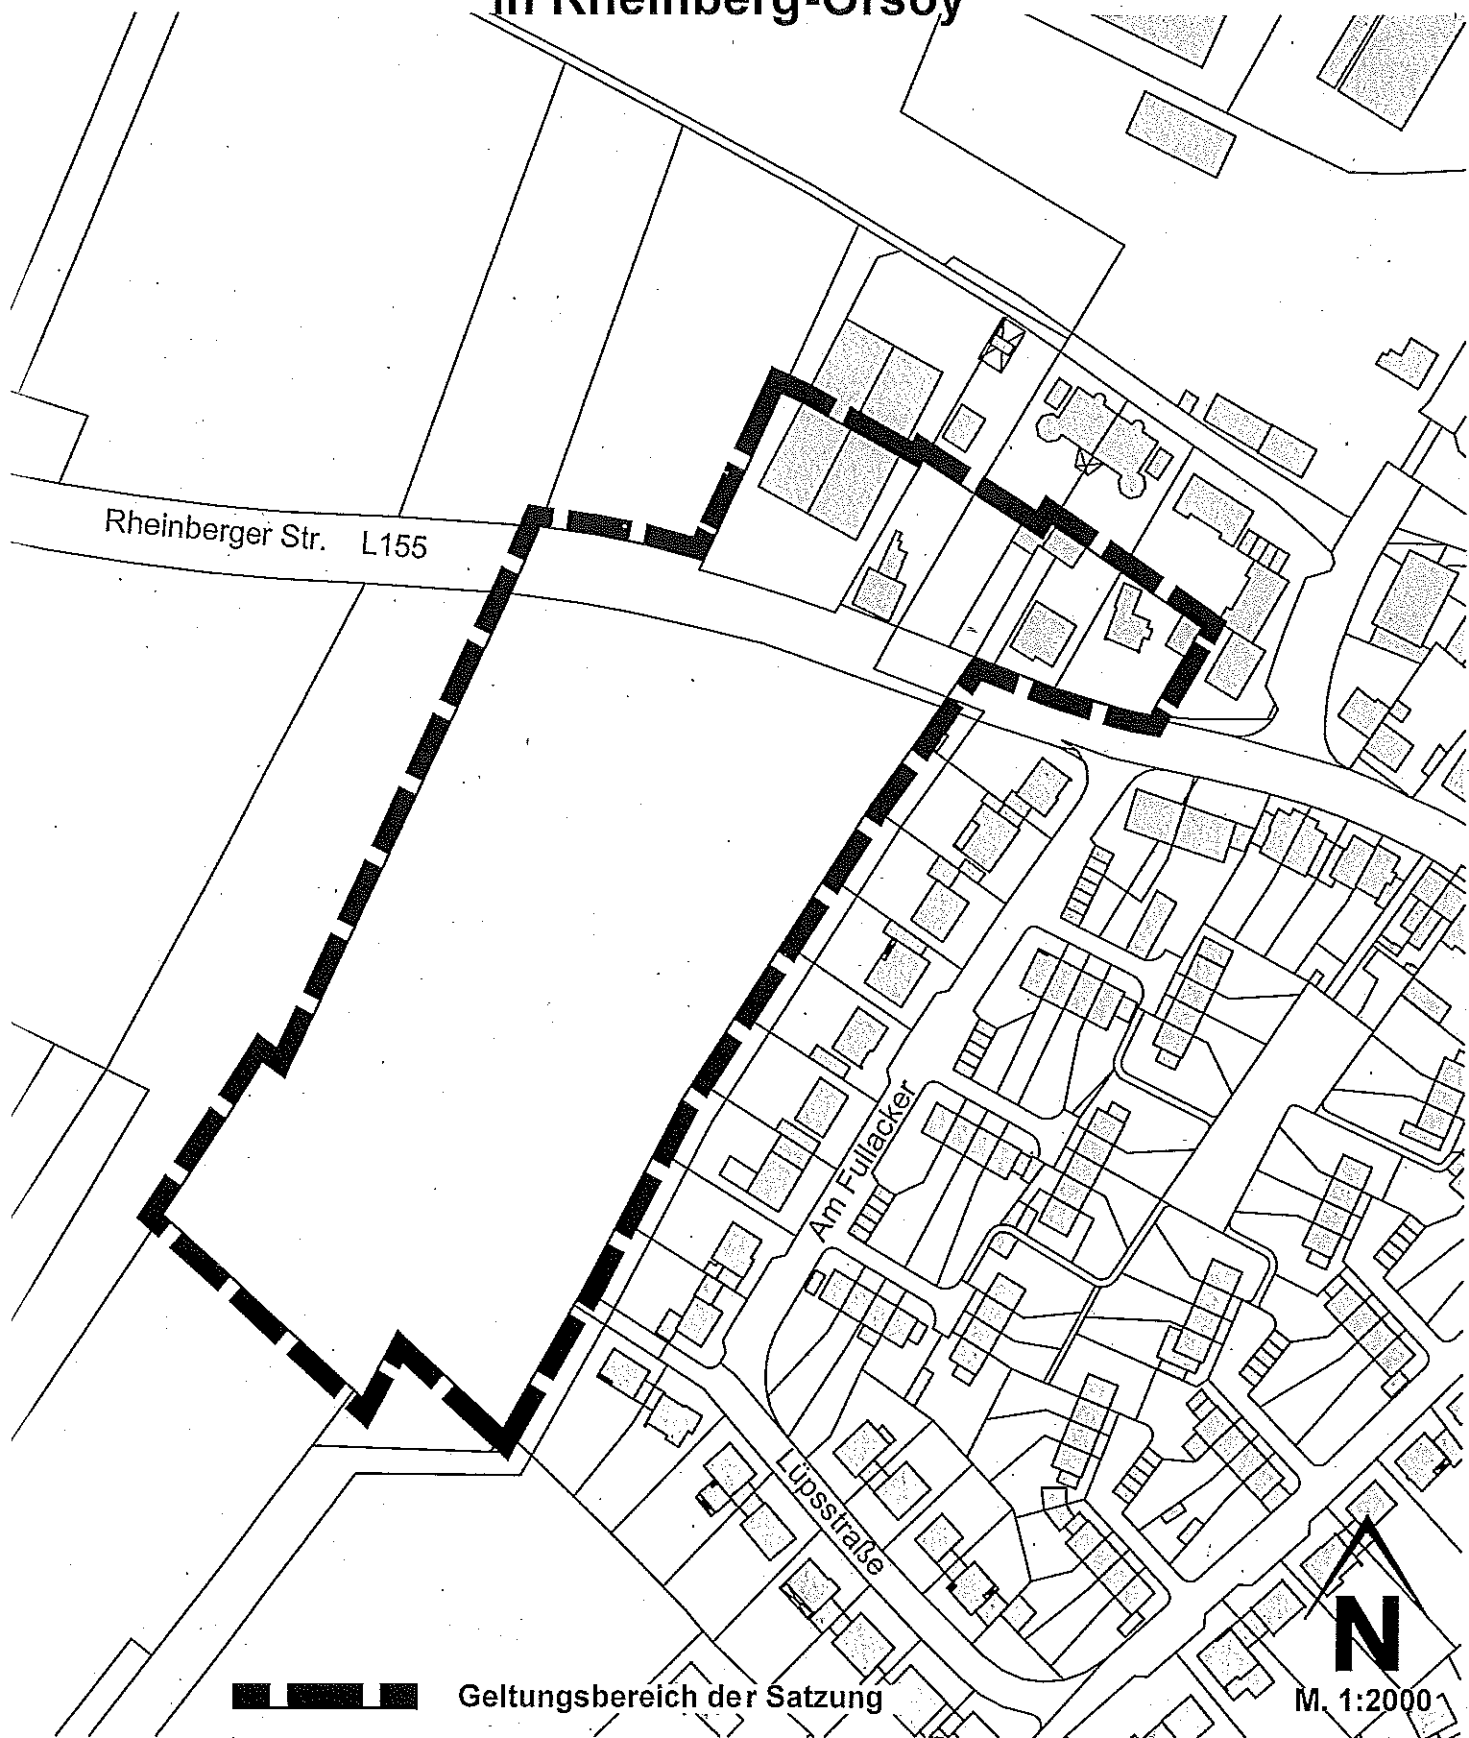 in Rheinberg-Orsoy
Rheinberger Str. L155
Am Fullacker
Lüpsstraße
N
Geltungsbereich der Satzung
M. 1:2000